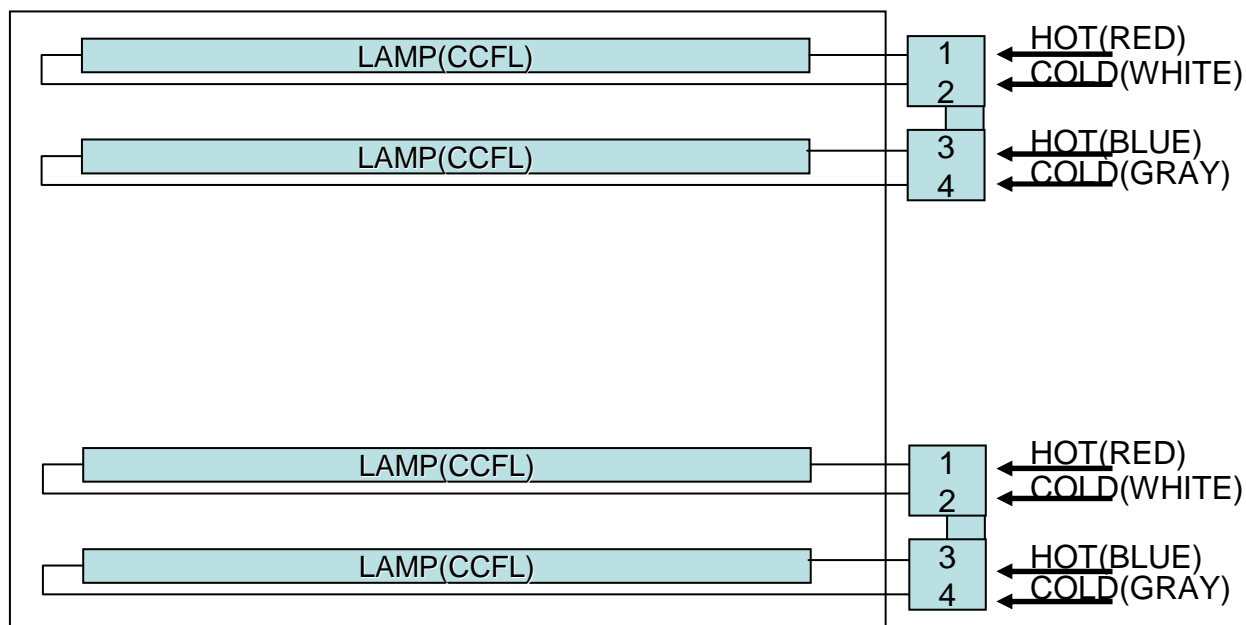 LAMP(CCFL) 1 HOT(RED)
2 COLD(WHITE)
LAMP(CCFL) 3 HOT(BLUE)
4 COLD(GRAY)
LAMP(CCFL) 1 HOT(RED)
2 COLD(WHITE)
LAMP(CCFL) 3 HOT(BLUE)
4 COLD(GRAY)